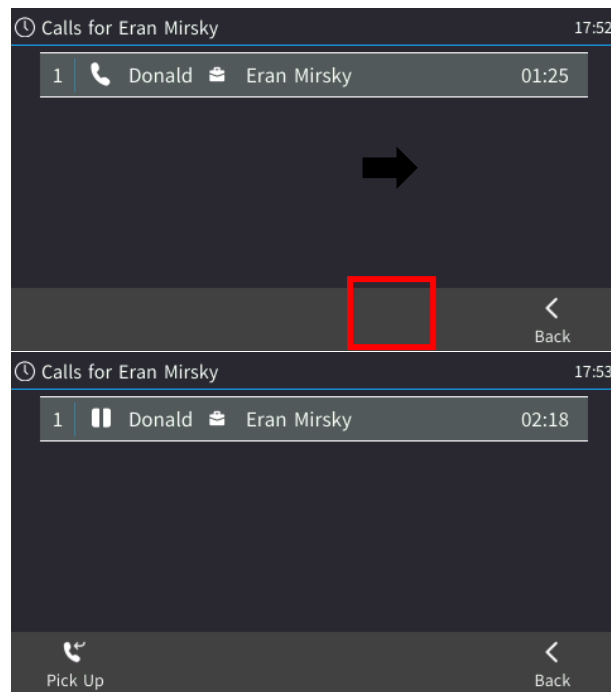 Calls for Eran Mirsky 17:52
1 Donald Eran Mirsky 01:25
Back
Calls for Eran Mirsky 17:53
1 Donald Eran Mirsky 02:18
Pick Up Back